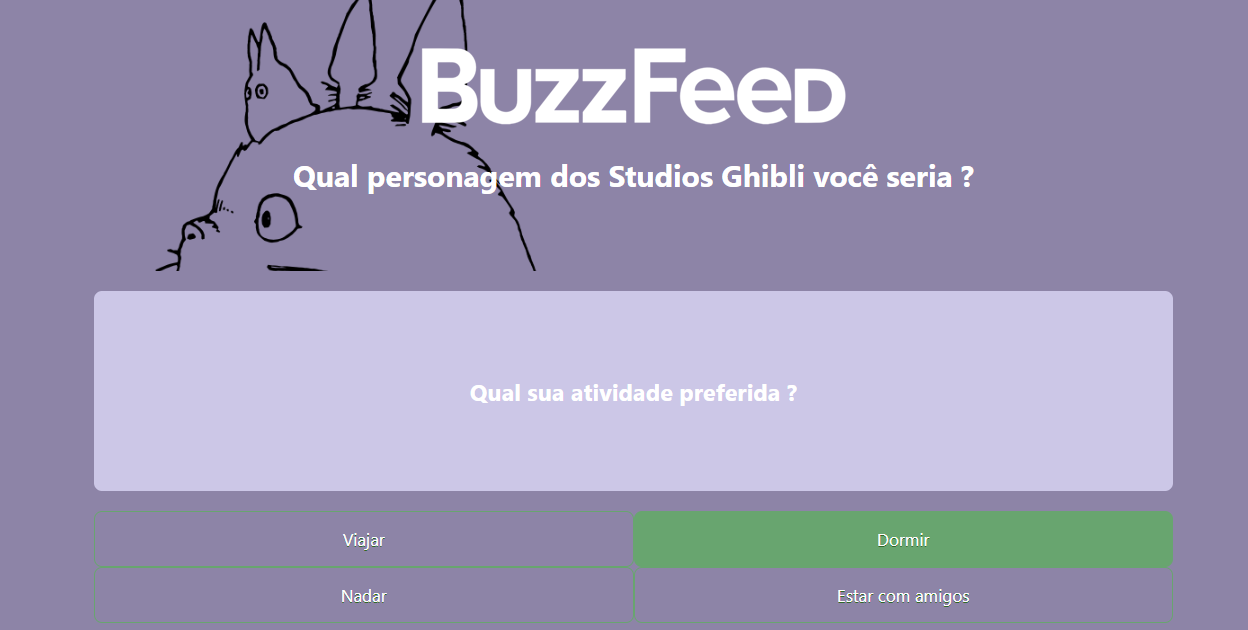 BuzzFeed
Qual personagem dos Studios Ghibli você seria ?
Qual sua atividade preferida ?
Viajar
Dormir
Nadar
Estar com amigos